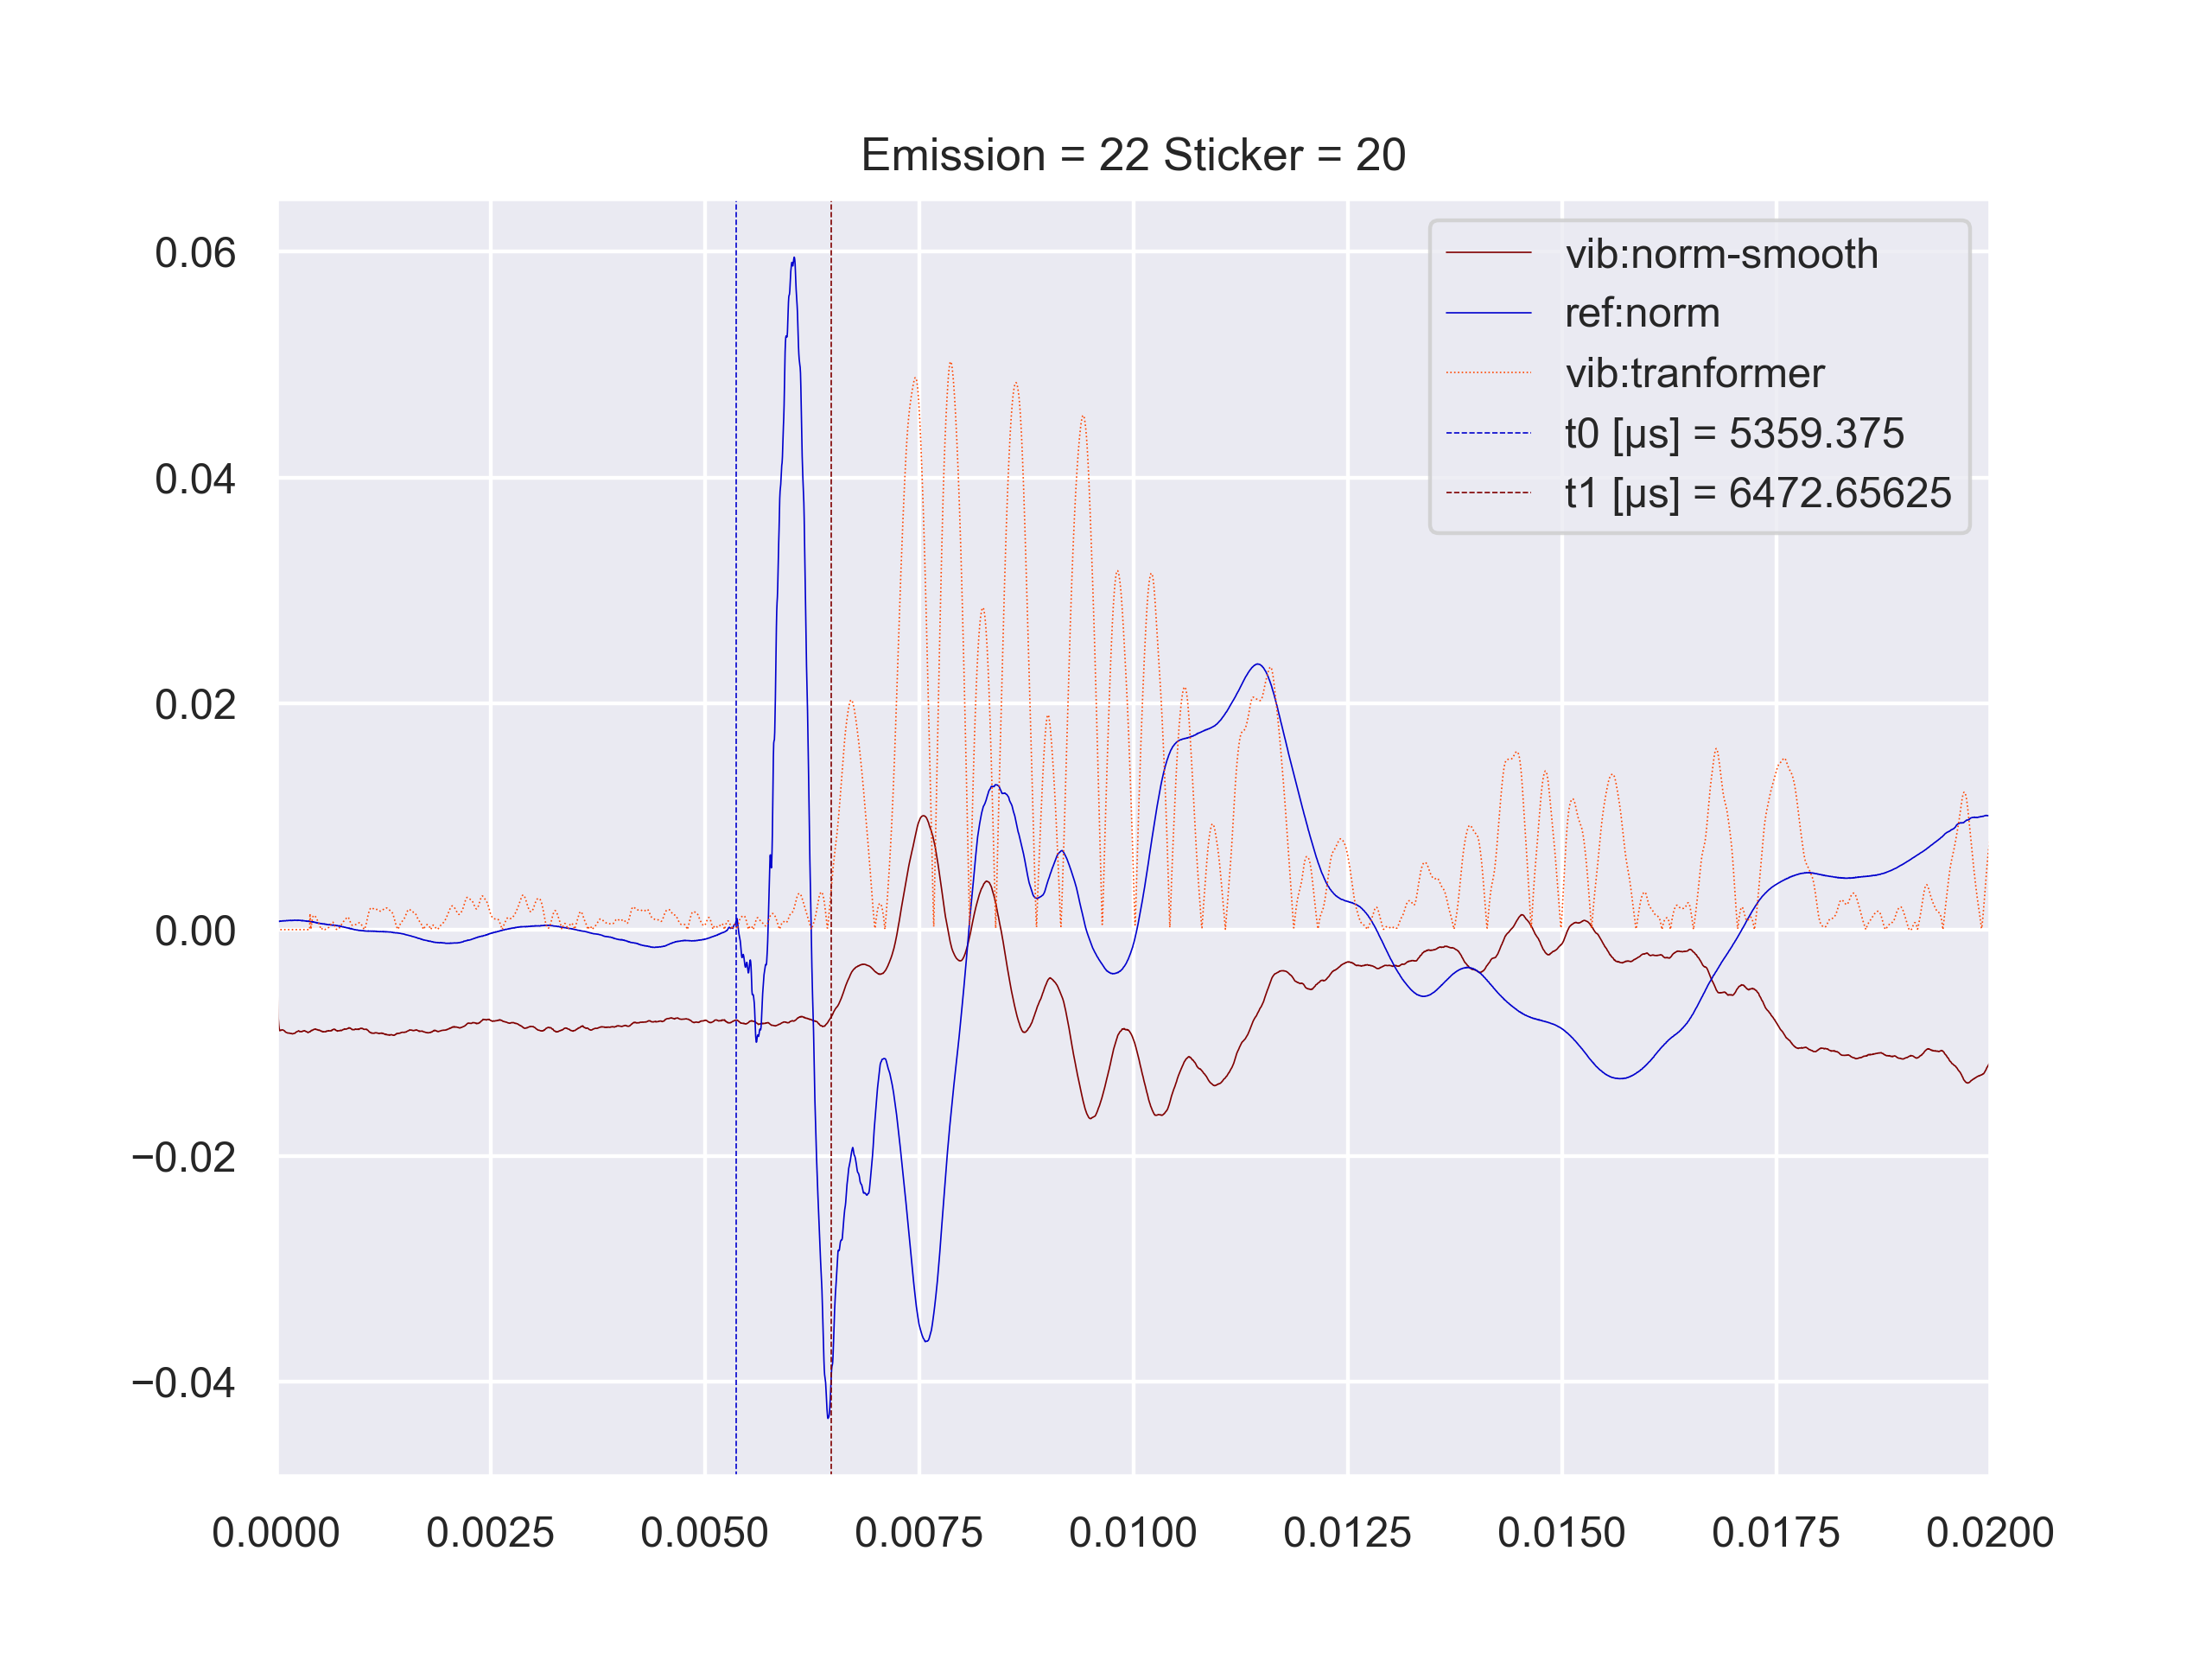 Emission = 22 Sticker = 20
0.06
0.04
0.02
0.00
−0.02
−0.04
vib:norm-smooth
ref:norm
vib:tranformer
t0 [µs] = 5359.375
t1 [µs] = 6472.65625
0.0000 0.0025 0.0050 0.0075 0.0100 0.0125 0.0150 0.0175 0.0200